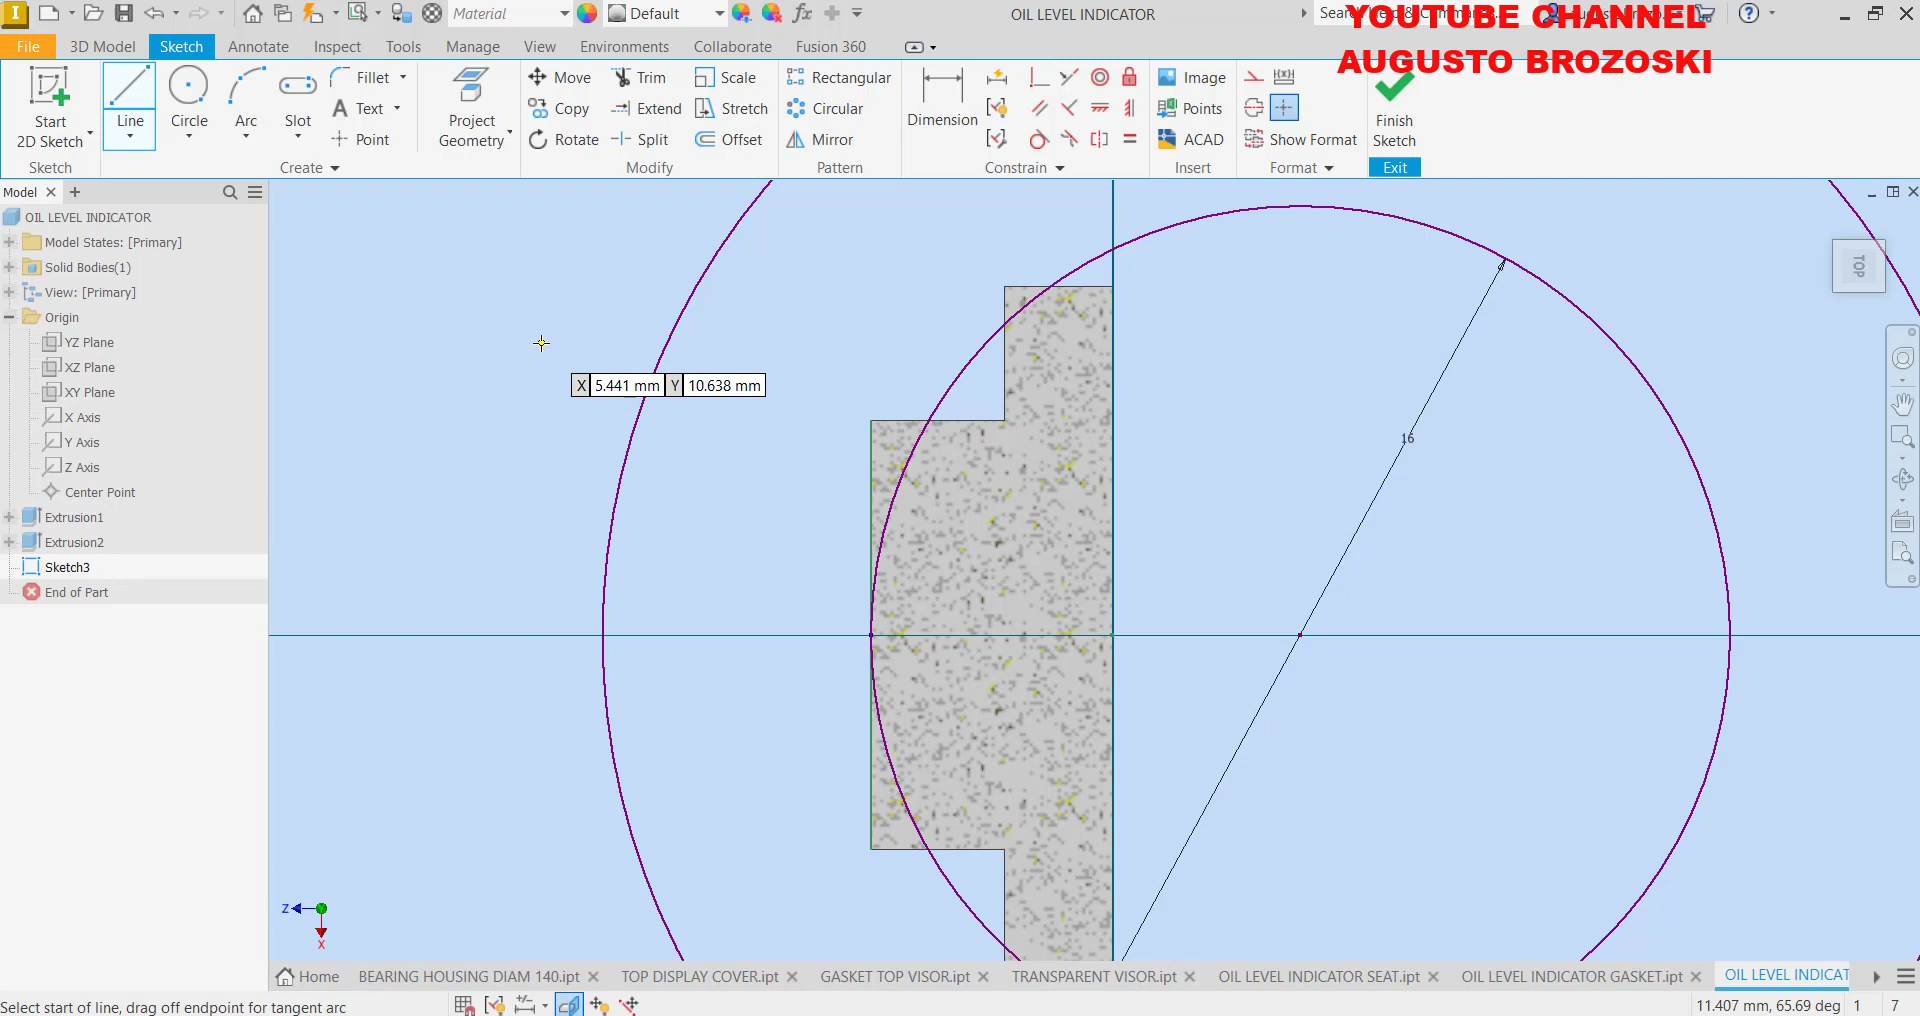 Material
Default
fx
OIL LEVEL INDICATOR
YOUTUBE CHANNEL
AUGUSTO BROZOSKI
File
3D Model
Sketch
Annotate
Inspect
Tools
Manage
View
Environments
Collaborate
Fusion 360
Start
2D Sketch
Line
Circle
Arc
Slot
Fillet
Text
Point
Project
Geometry
Move
Copy
Rotate
Trim
Extend
Split
Scale
Stretch
Offset
Rectangular
Circular
Mirror
Dimension
Image
Points
ACAD
Show Format
Finish
Sketch
Sketch
Create
Modify
Pattern
Constrain
Insert
Format
Exit
Model
OIL LEVEL INDICATOR
Model States: [Primary]
Solid Bodies(1)
View: [Primary]
Origin
YZ Plane
XZ Plane
XY Plane
X Axis
Y Axis
Z Axis
Center Point
Extrusion1
Extrusion2
Sketch3
End of Part
X 5.441 mm Y 10.638 mm
16
TOP
Z
X
Home
BEARING HOUSING DIAM 140.ipt
TOP DISPLAY COVER.ipt
GASKET TOP VISOR.ipt
TRANSPARENT VISOR.ipt
OIL LEVEL INDICATOR SEAT.ipt
OIL LEVEL INDICATOR GASKET.ipt
OIL LEVEL INDICAT
Select start of line, drag off endpoint for tangent arc
11.407 mm, 65.69 deg
1
7